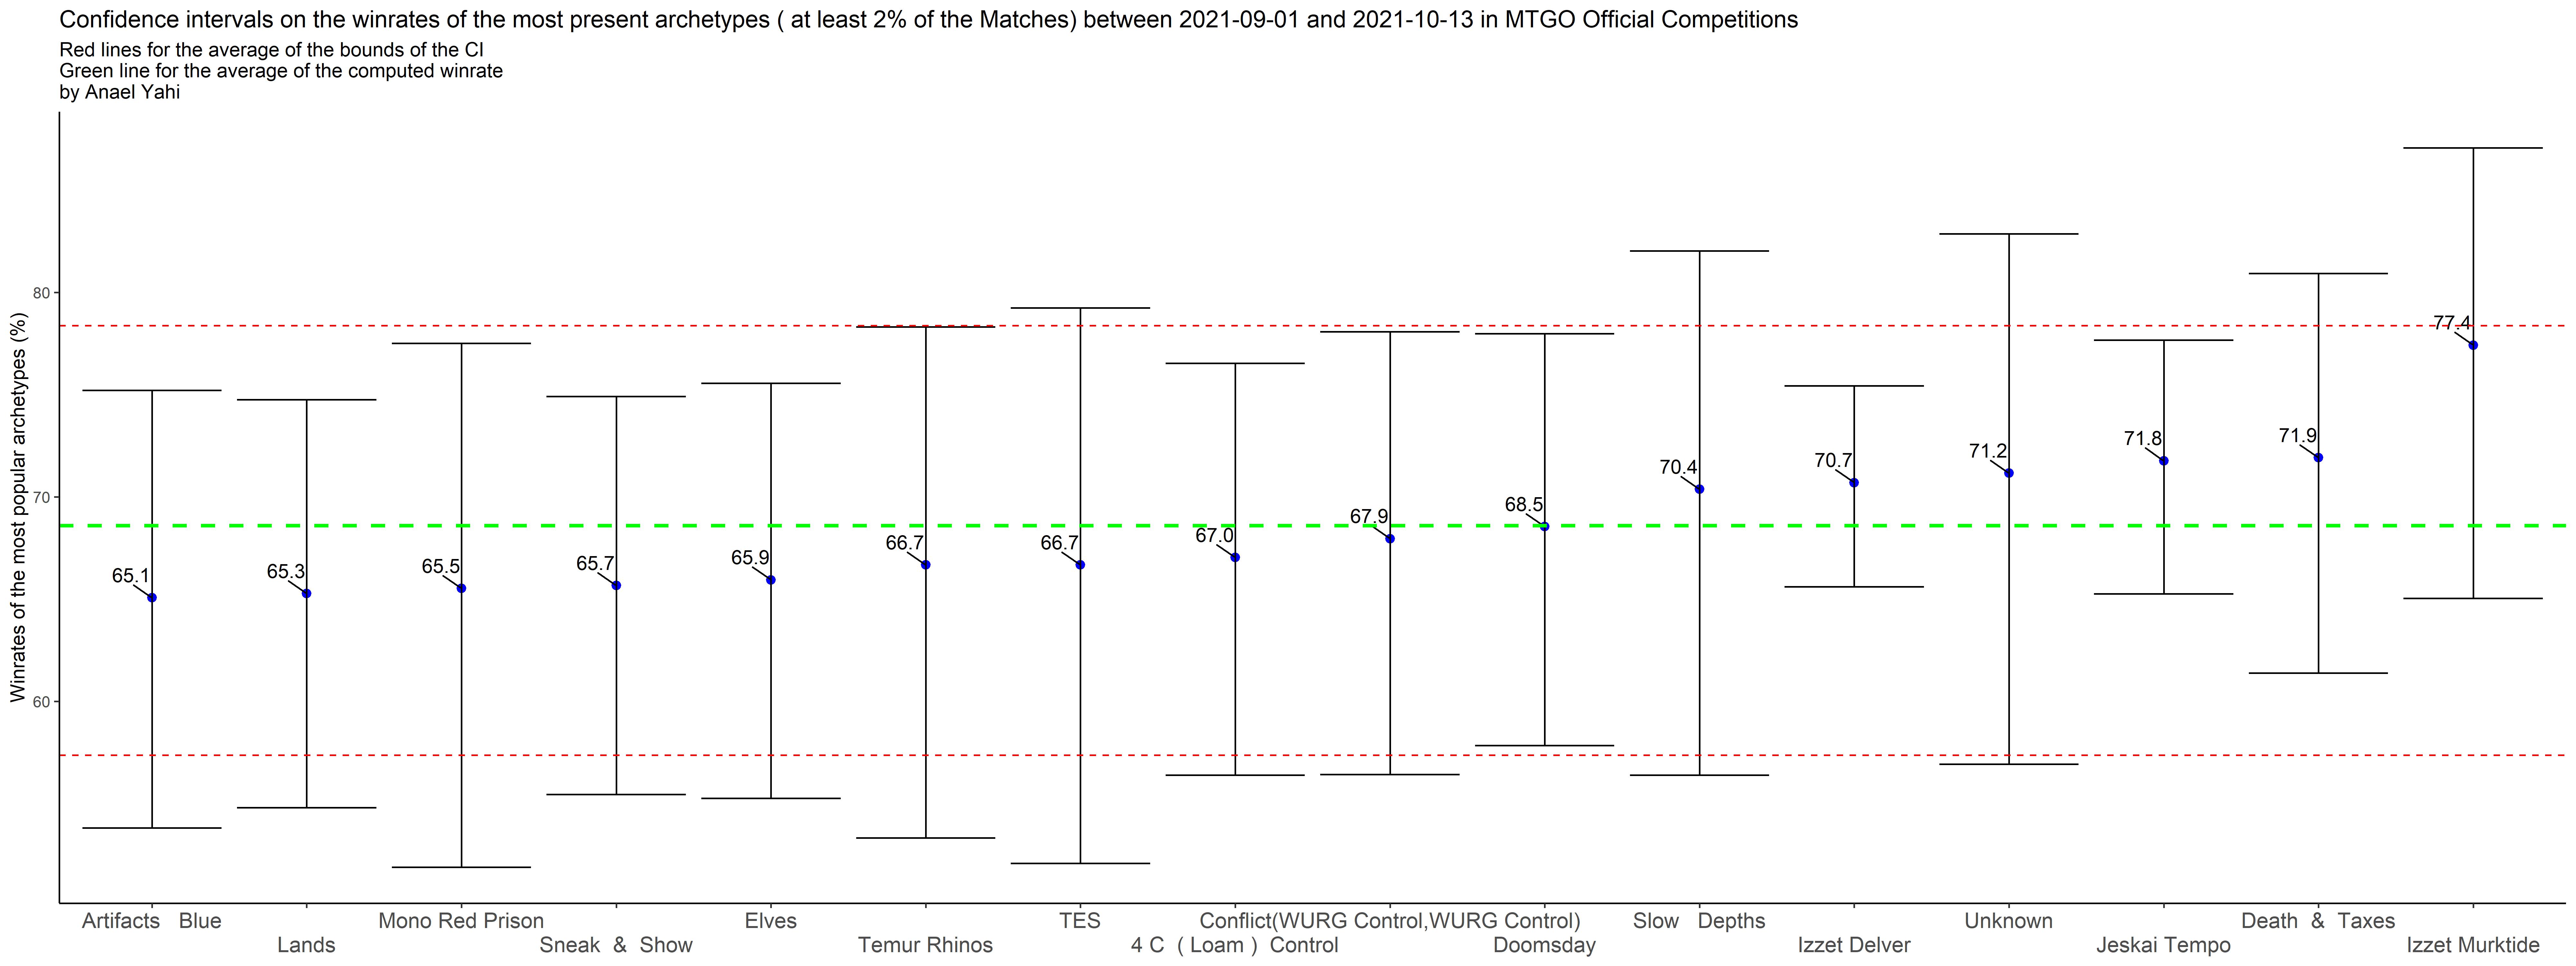 Confidence intervals on the winrates of the most present archetypes ( at least 2% of the Matches) between 2021-09-01 and 2021-10-13 in MTGO Official Competitions
Red lines for the average of the bounds of the CI
Green line for the average of the computed winrate
by Anael Yahi
Winrates of the most popular archetypes (%)
80
70
60
65.1
65.3
65.5
65.7
65.9
66.7
66.7
67.0
67.9
68.5
70.4
70.7
71.2
71.8
71.9
77.4
Artifacts Blue
Lands
Mono Red Prison
Sneak & Show
Elves
Temur Rhinos
TES
4 C ( Loam ) Control
Conflict(WURG Control,WURG Control)
Doomsday
Slow Depths
Izzet Delver
Unknown
Jeskai Tempo
Death & Taxes
Izzet Murktide